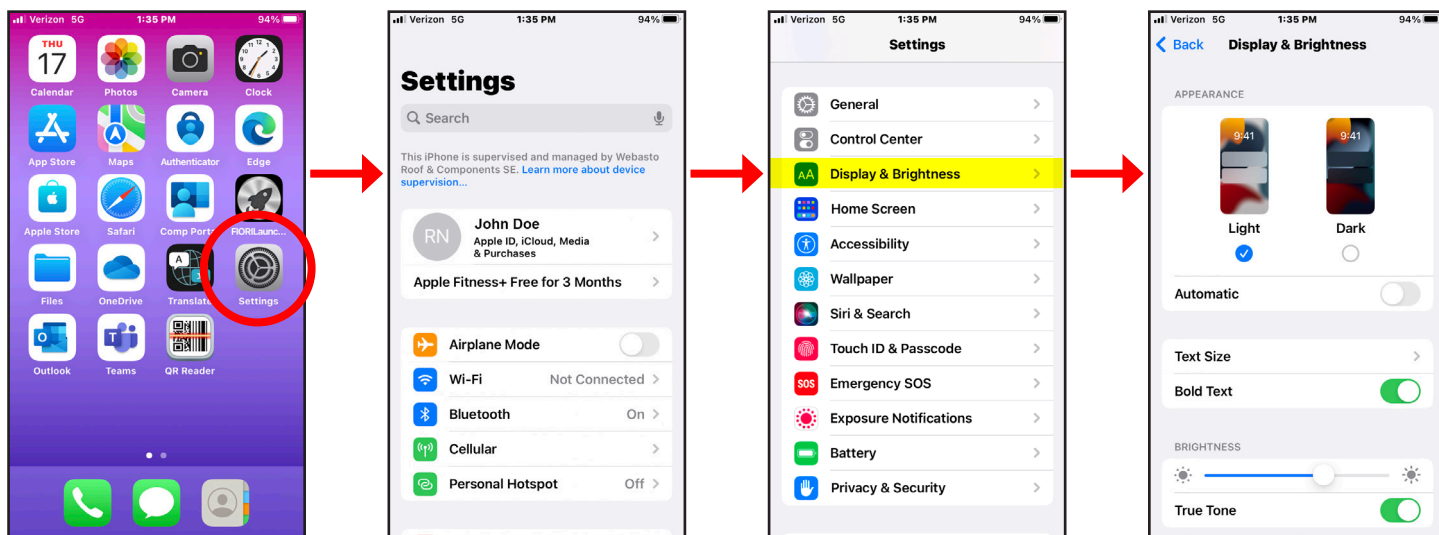 Verizon 5G 1:35 PM 94%
THU
17
Calendar Photos Camera Clock
App Store Maps Authenticator Edge
Apple Store Safari Comp Porta FIORILaunc...
Files OneDrive Translate Settings
Outlook Teams QR Reader
Verizon 5G 1:35 PM 94%
Settings
Search
This iPhone is supervised and managed by Webasto
Roof & Components SE. Learn more about device
supervision...
RN
John Doe
Apple ID, iCloud, Media
& Purchases
Apple Fitness+ Free for 3 Months
Airplane Mode
Wi-Fi Not Connected
Bluetooth On
Cellular
Personal Hotspot Off
Verizon 5G 1:35 PM 94%
Settings
General
Control Center
AA Display & Brightness
Home Screen
Accessibility
Wallpaper
Siri & Search
Touch ID & Passcode
SOS Emergency SOS
Exposure Notifications
Battery
Privacy & Security
Verizon 5G 1:35 PM 94%
Back Display & Brightness
APPEARANCE
9:41 9:41
Light Dark
Automatic
Text Size
Bold Text
BRIGHTNESS
True Tone